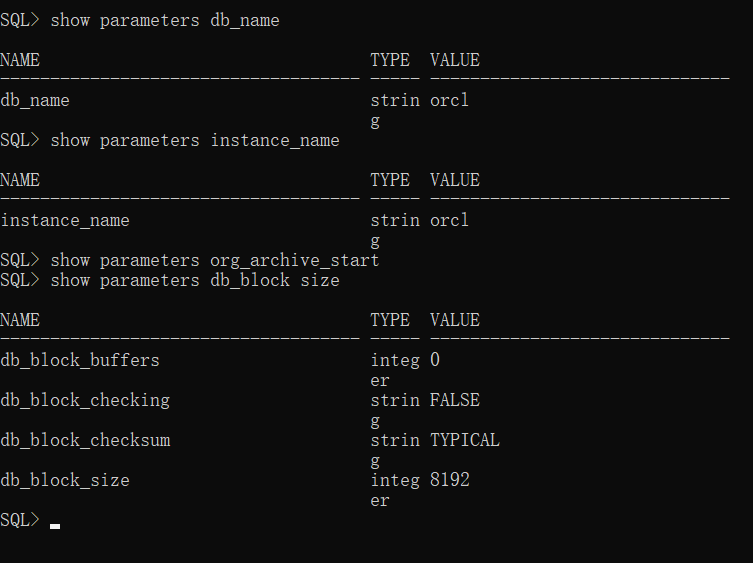 SQL> show parameters db_name
NAME                                 TYPE  VALUE
------------------------------------ ----- ------------------------------
db_name                              strin orcl
                                     g
SQL> show parameters instance_name
NAME                                 TYPE  VALUE
------------------------------------ ----- ------------------------------
instance_name                        strin orcl
                                     g
SQL> show parameters org_archive_start
SQL> show parameters db_block size
NAME                                 TYPE  VALUE
------------------------------------ ----- ------------------------------
db_block_buffers                     integ 0
                                     er
db_block_checking                    strin FALSE
                                     g
db_block_checksum                    strin TYPICAL
                                     g
db_block_size                        integ 8192
                                     er
SQL>